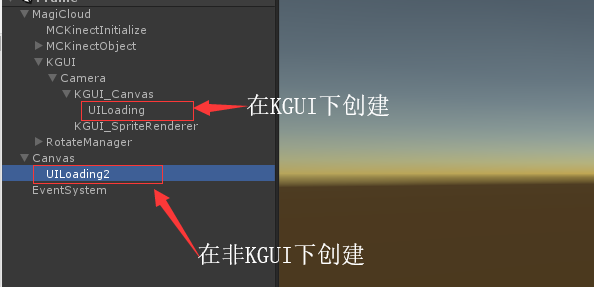 Frame
MagiCloud
MCKinectInitialize
MCKinectObject
KGUI
Camera
KGUI_Canvas
UILoading
在KGUI下创建
KGUI_SpriteRenderer
RotateManager
Canvas
UILoading2
EventSystem
在非KGUI下创建